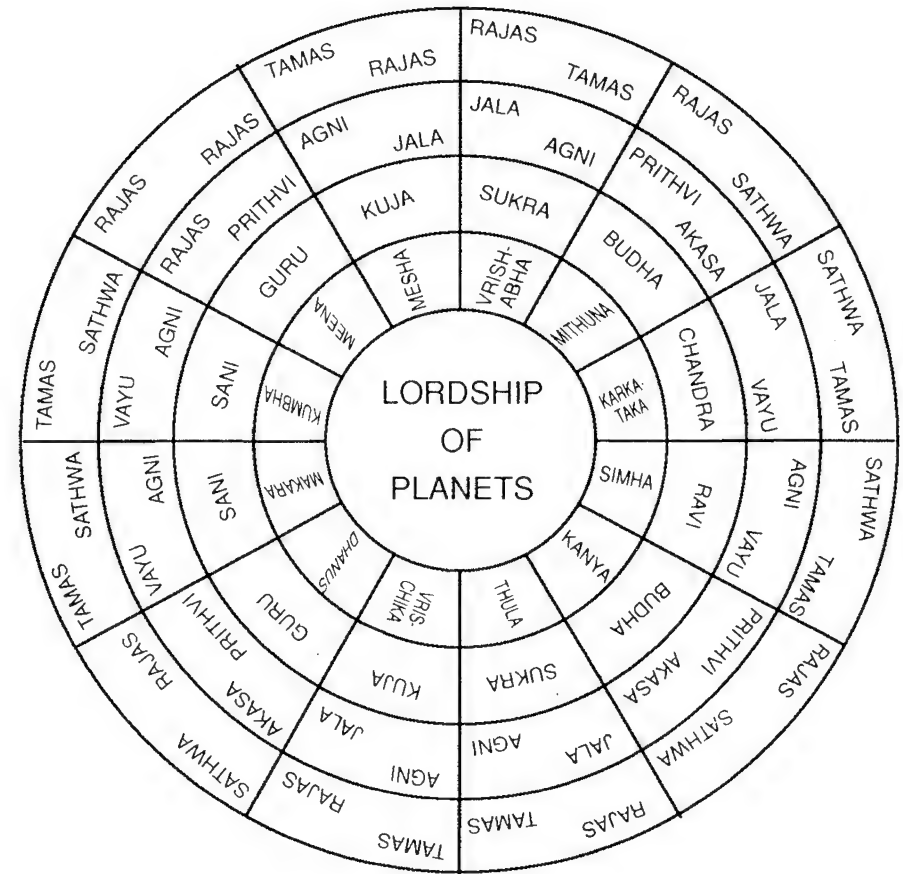 LORDSHIP
OF
PLANETS
MESHA
KUJA
AGNI
JALA
TAMAS
RAJAS
VRISH-
ABHA
SUKRA
JALA
AGNI
RAJAS
TAMAS
MITHUNA
BUDHA
PRITHVI
AKASA
RAJAS
SATHWA
KARKA-
TAKA
CHANDRA
JALA
VAYU
SATHWA
TAMAS
SIMHA
RAVI
AGNI
VAYU
SATHWA
TAMAS
KANYA
BUDHA
PRITHVI
AKASA
RAJAS
SATHWA
THULA
SUKRA
JALA
AGNI
RAJAS
TAMAS
VRIS
CHIKA
KUJA
JALA
AGNI
RAJAS
TAMAS
DHANUS
GURU
PRITHVI
AKASA
RAJAS
SATHWA
MAKARA
SANI
AGNI
VAYU
SATHWA
TAMAS
KUMBHA
SANI
VAYU
AGNI
TAMAS
SATHWA
MEENA
GURU
RAJAS
PRITHVI
RAJAS
RAJAS